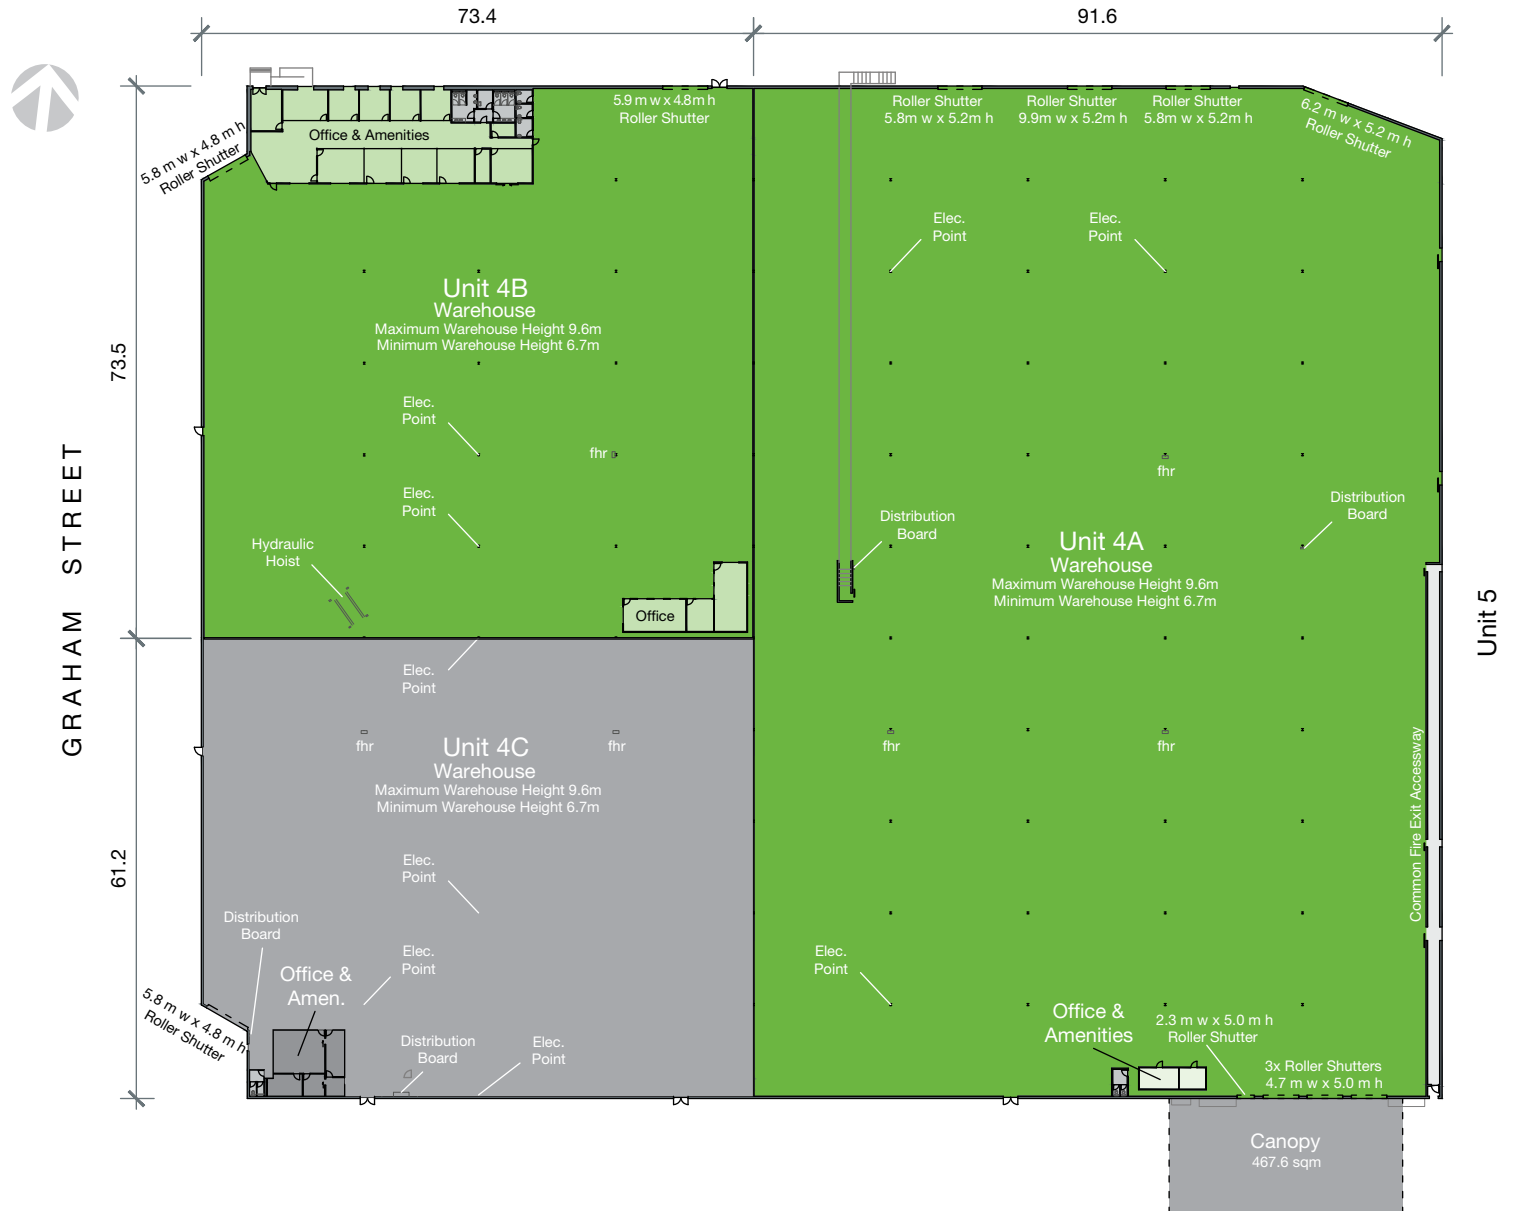 73.4
91.6
5.9 m w x 4.8m h
Roller Shutter
Roller Shutter
5.8m w x 5.2m h
Roller Shutter
9.9m w x 5.2m h
Roller Shutter
5.8m w x 5.2m h
6.2 m w x 5.2 m h
Roller Shutter
5.8 m w x 4.8 m h
Roller Shutter
Office & Amenities
Elec.
Point
Elec.
Point
Unit 4B
Warehouse
Maximum Warehouse Height 9.6m
Minimum Warehouse Height 6.7m
73.5
Elec.
Point
fhr
fhr
Elec.
Point
Distribution
Board
Distribution
Board
Hydraulic
Hoist
Unit 4A
Warehouse
Maximum Warehouse Height 9.6m
Minimum Warehouse Height 6.7m
Office
GRAHAM STREET
Unit 5
Elec.
Point
fhr
fhr
fhr
fhr
Unit 4C
Warehouse
Maximum Warehouse Height 9.6m
Minimum Warehouse Height 6.7m
Common Fire Exit Accessway
61.2
Elec.
Point
Distribution
Board
Elec.
Point
Elec.
Point
Office &
Amen.
5.8 m w x 4.8 m h
Roller Shutter
Distribution
Board
Elec.
Point
Office &
Amenities
2.3 m w x 5.0 m h
Roller Shutter
3x Roller Shutters
4.7 m w x 5.0 m h
Canopy
467.6 sqm